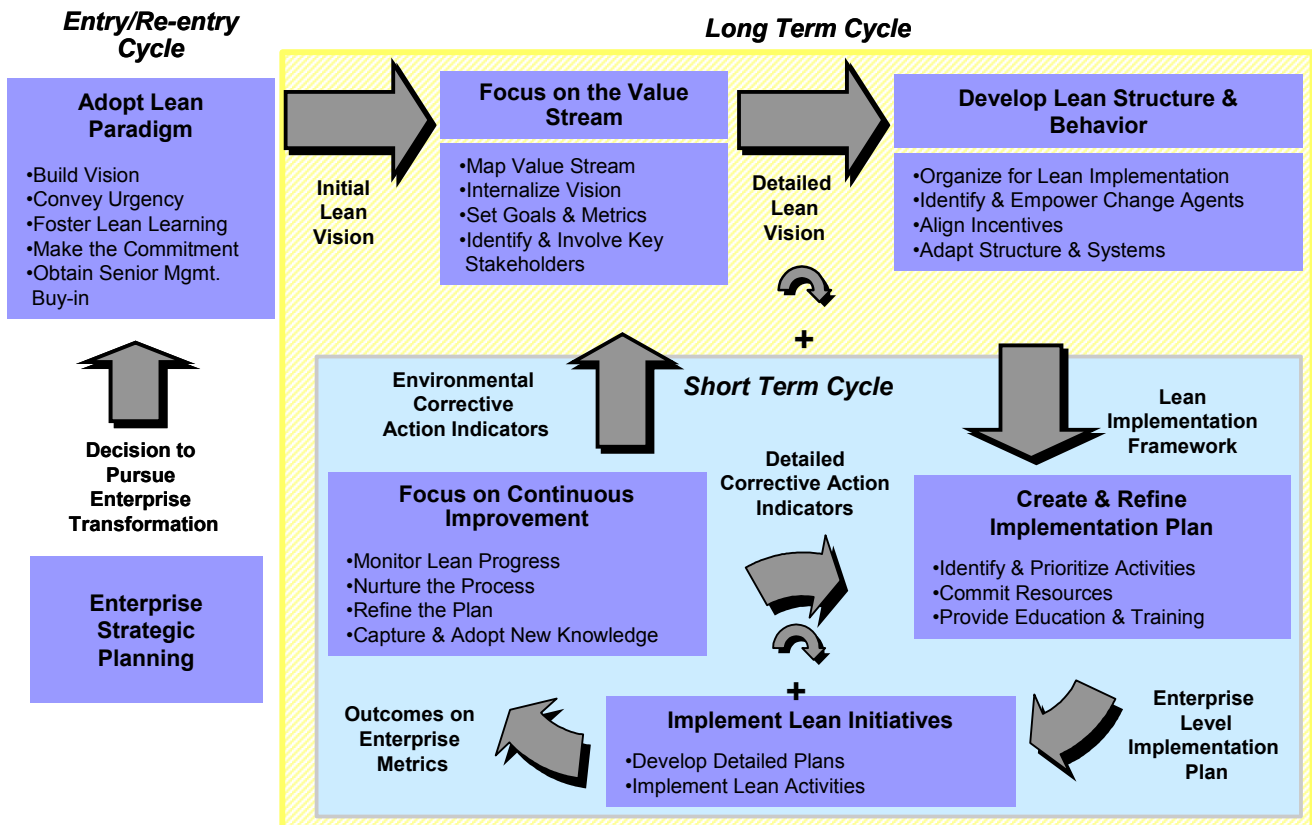 Entry/Re-entry
Cycle
Adopt Lean
Paradigm
•Build Vision
•Convey Urgency
•Foster Lean Learning
•Make the Commitment
•Obtain Senior Mgmt.
Buy-in
Decision to
Pursue
Enterprise
Transformation
Enterprise
Strategic
Planning
Long Term Cycle
Initial
Lean
Vision
Focus on the Value
Stream
•Map Value Stream
•Internalize Vision
•Set Goals & Metrics
•Identify & Involve Key
Stakeholders
Detailed
Lean
Vision
+
Develop Lean Structure &
Behavior
•Organize for Lean Implementation
•Identify & Empower Change Agents
•Align Incentives
•Adapt Structure & Systems
Short Term Cycle
Environmental
Corrective
Action Indicators
Lean
Implementation
Framework
Detailed
Corrective Action
Indicators
+
Focus on Continuous
Improvement
•Monitor Lean Progress
•Nurture the Process
•Refine the Plan
•Capture & Adopt New Knowledge
Create & Refine
Implementation Plan
•Identify & Prioritize Activities
•Commit Resources
•Provide Education & Training
Outcomes on
Enterprise
Metrics
Implement Lean Initiatives
•Develop Detailed Plans
•Implement Lean Activities
Enterprise
Level
Implementation
Plan